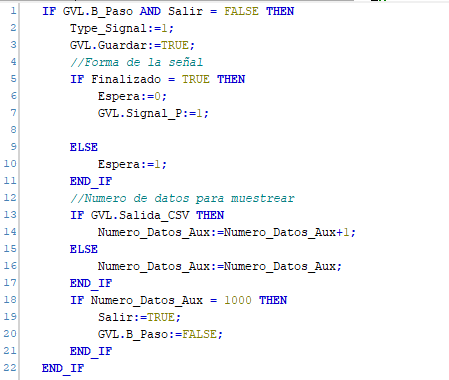 1 IF GVL.B_Paso AND Salir = FALSE THEN
2 Type_Signal:=1;
3 GVL.Guardar:=TRUE;
4 //Forma de la señal
5 IF Finalizado = TRUE THEN
6 Espera:=0;
7 GVL.Signal_P:=1;
8
9 ELSE
10 Espera:=1;
11 END_IF
12 //Numero de datos para muestrear
13 IF GVL.Salida_CSV THEN
14 Numero_Datos_Aux:=Numero_Datos_Aux+1;
15 ELSE
16 Numero_Datos_Aux:=Numero_Datos_Aux;
17 END_IF
18 IF Numero_Datos_Aux = 1000 THEN
19 Salir:=TRUE;
20 GVL.B_Paso:=FALSE;
21 END_IF
22 END_IF